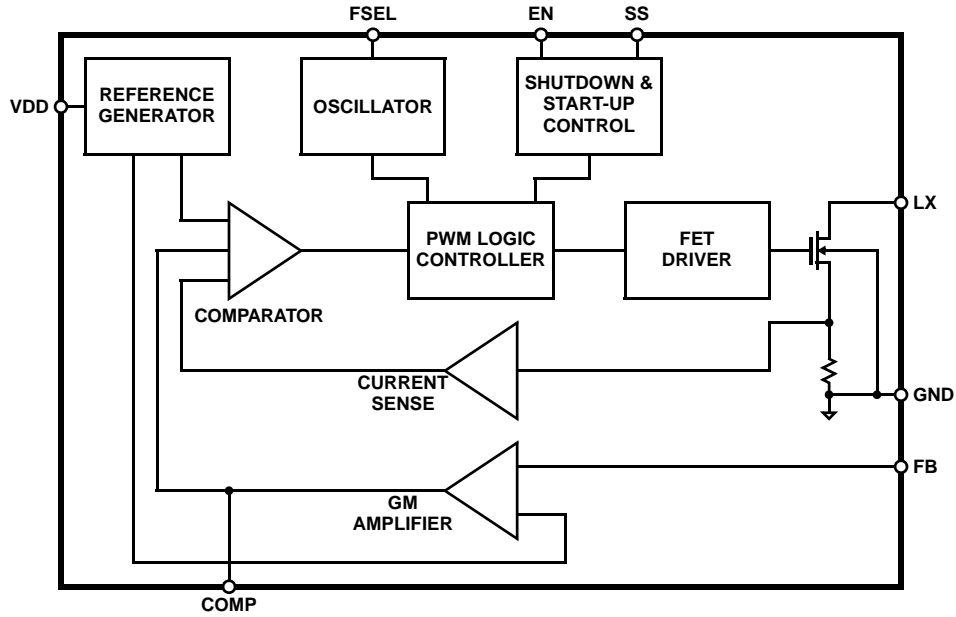 FSEL
EN
SS
VDD
REFERENCE
GENERATOR
OSCILLATOR
SHUTDOWN &
START-UP
CONTROL
LX
PWM LOGIC
CONTROLLER
FET
DRIVER
COMPARATOR
CURRENT
SENSE
GND
FB
GM
AMPLIFIER
COMP